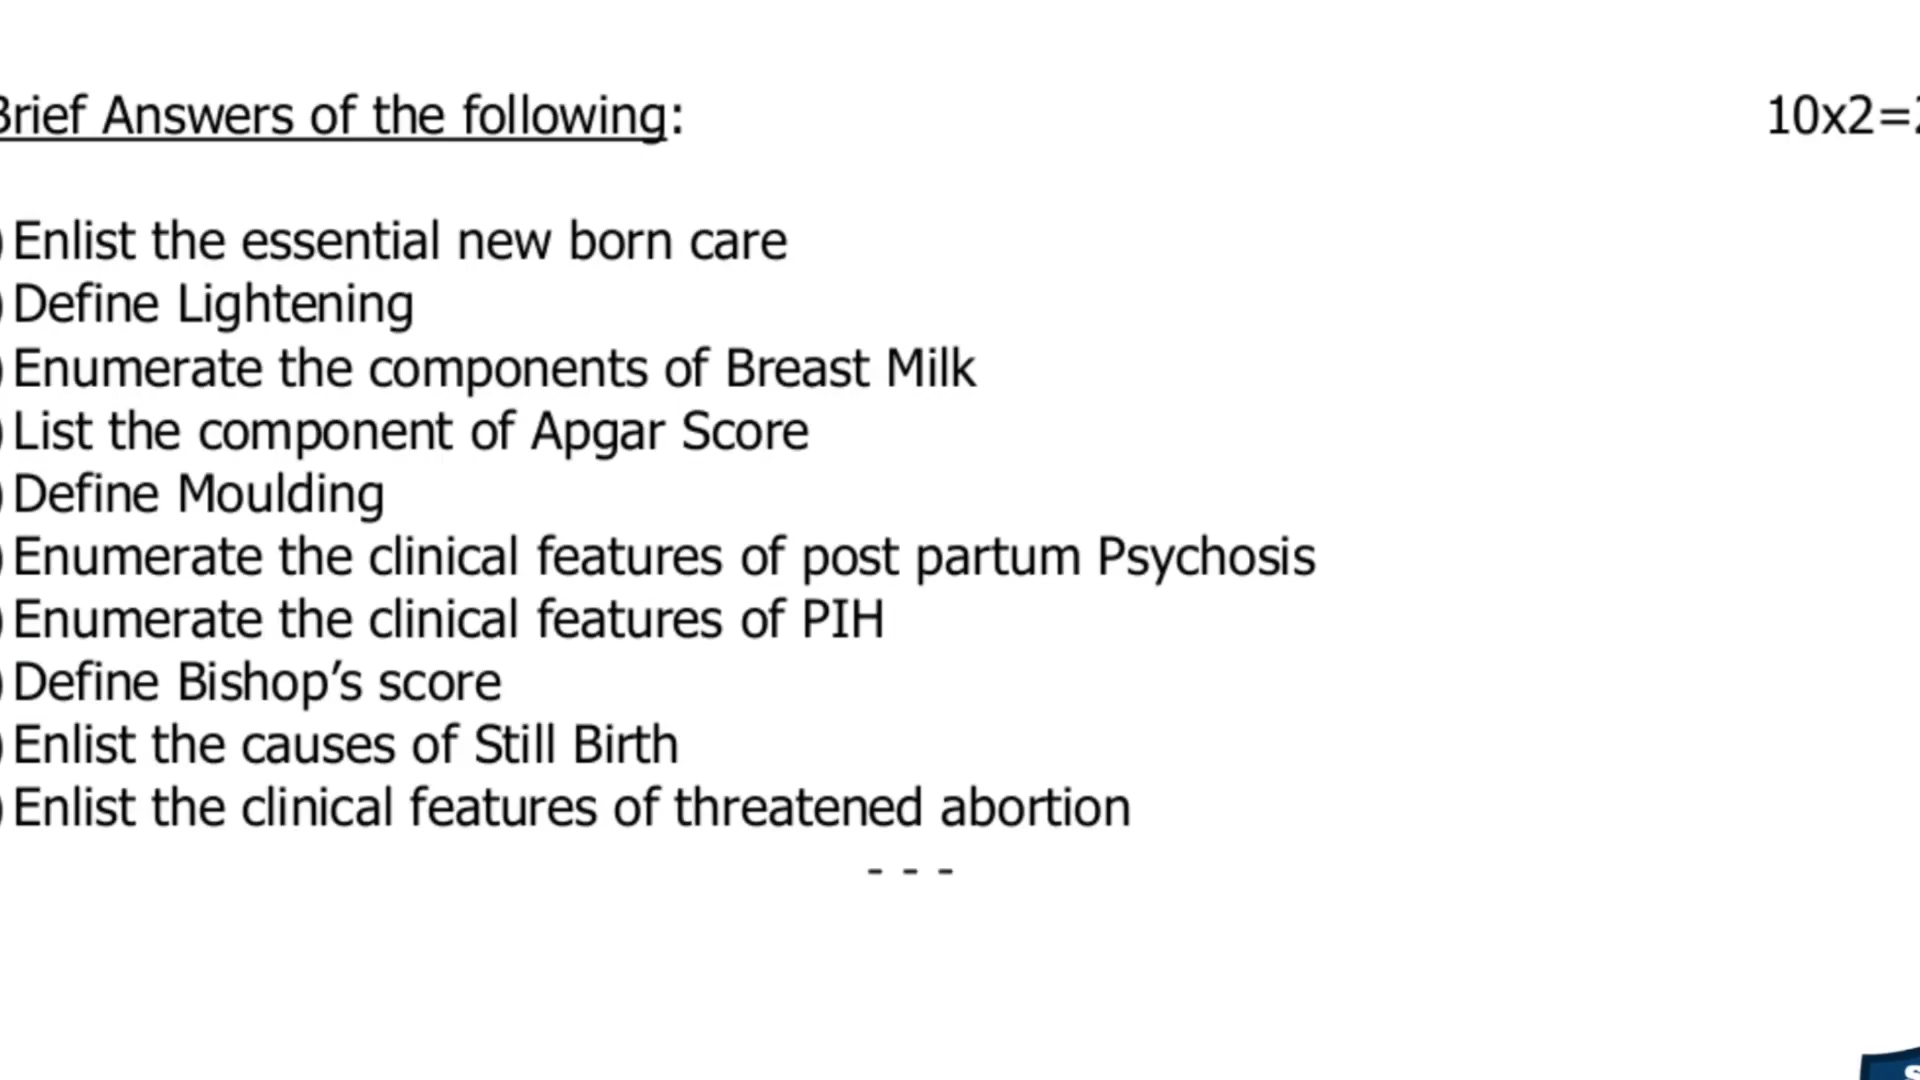 Brief Answers of the following:
10x2=2
) Enlist the essential new born care
) Define Lightening
) Enumerate the components of Breast Milk
) List the component of Apgar Score
) Define Moulding
) Enumerate the clinical features of post partum Psychosis
) Enumerate the clinical features of PIH
) Define Bishop’s score
) Enlist the causes of Still Birth
) Enlist the clinical features of threatened abortion
- - -